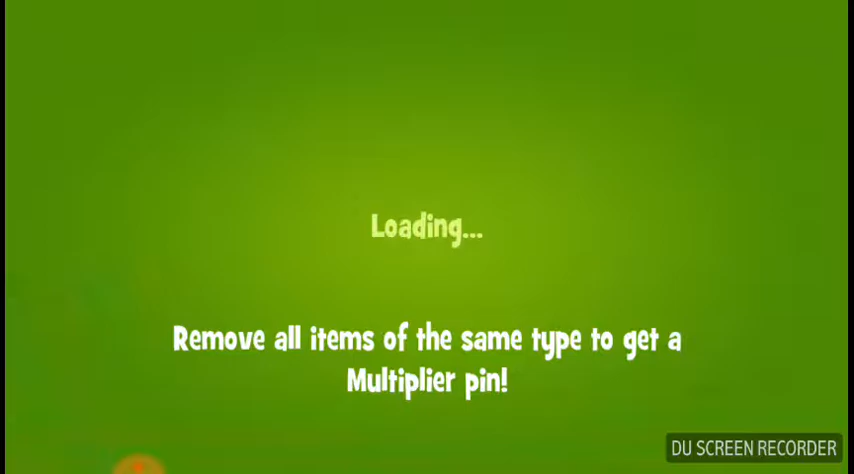 Loading...
Remove all items of the same type to get a
Multiplier pin!
DU SCREEN RECORDER